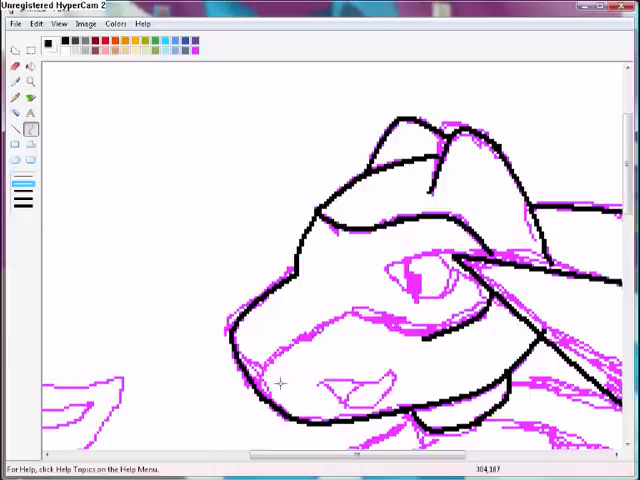 Unregistered HyperCam 2
File Edit View Image Colors Help
For Help, click Help Topics on the Help Menu.
304,187